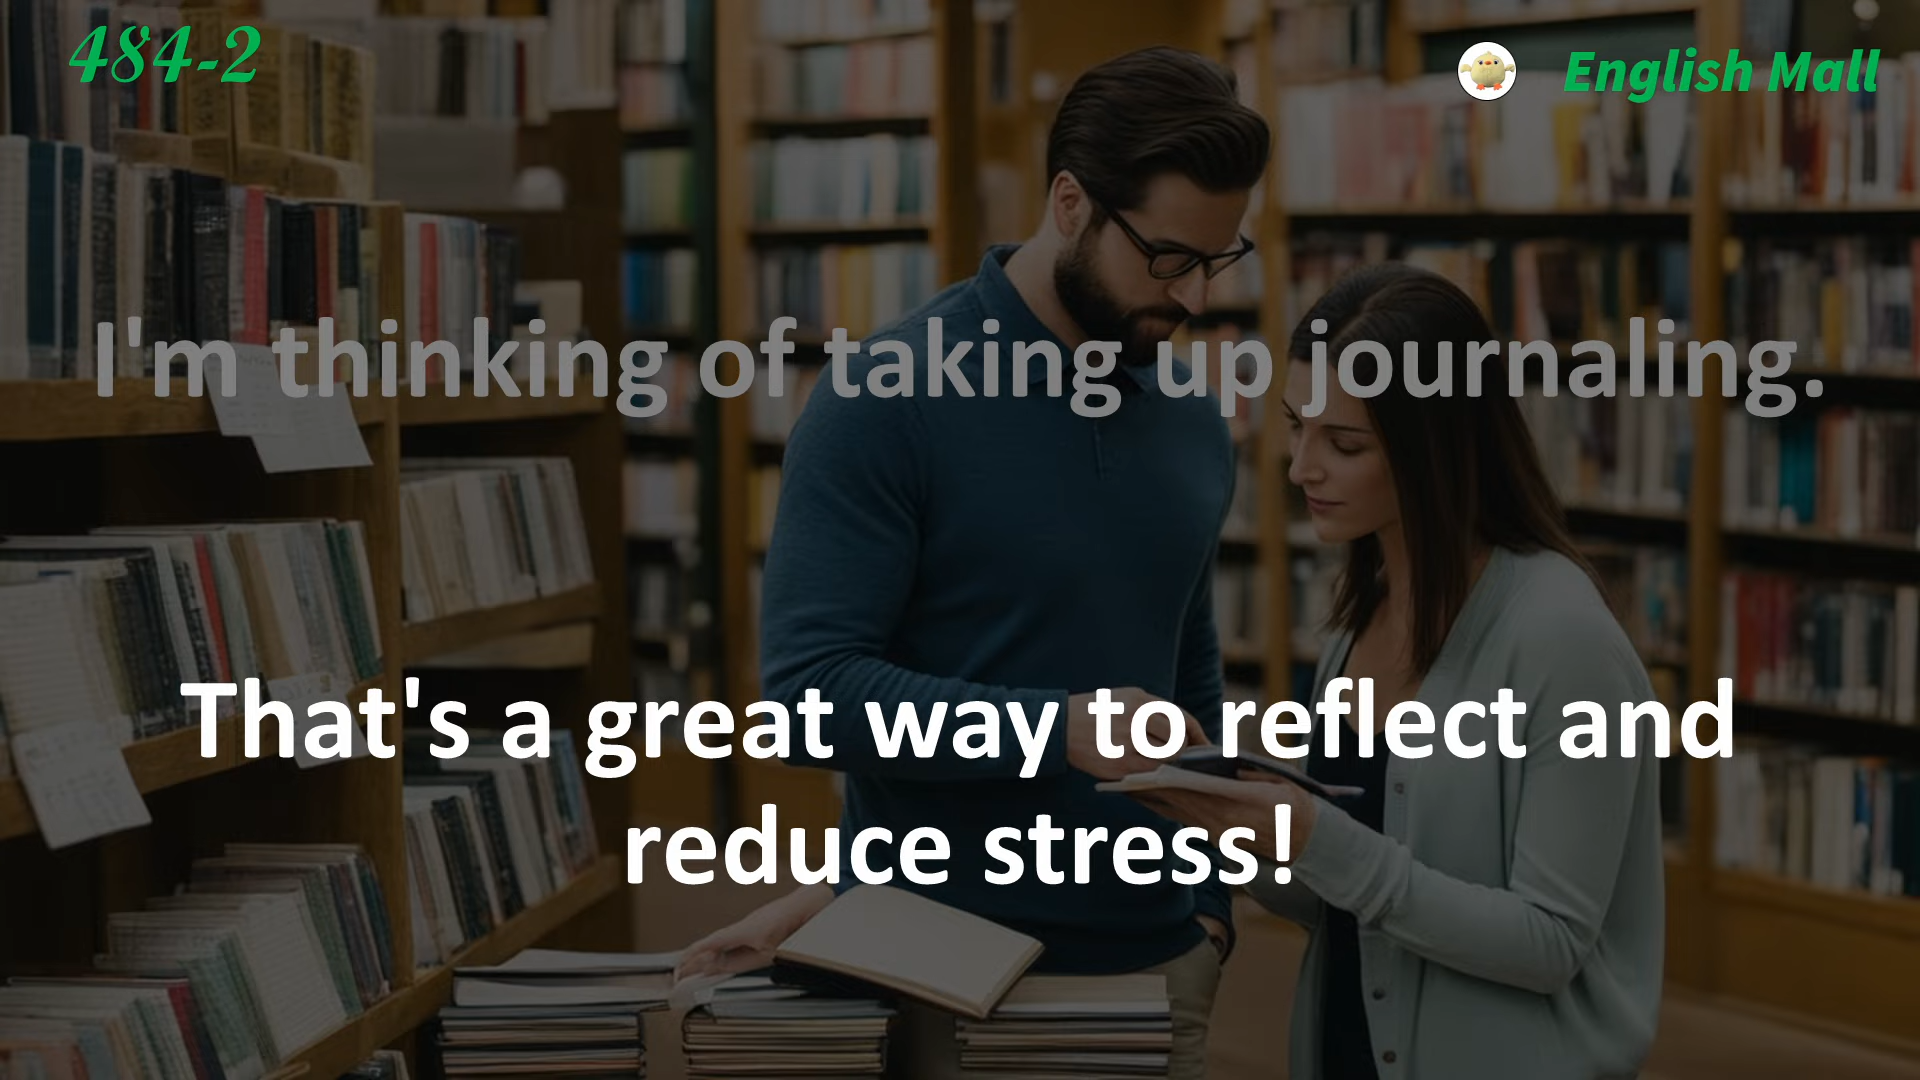 484-2
English Mall
I'm thinking of taking up journaling.
That's a great way to reflect and
reduce stress!